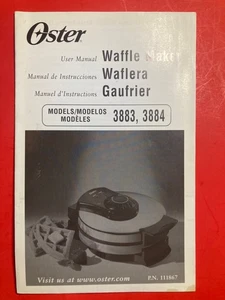 Oster®
User Manual Waffle Maker
Manual de Instrucciones Waflera
Manuel d'Instructions Gaufrier
MODELS/MODELOS
MODÈLES 3883, 3884
Visit us at www.oster.com P.N. 111867